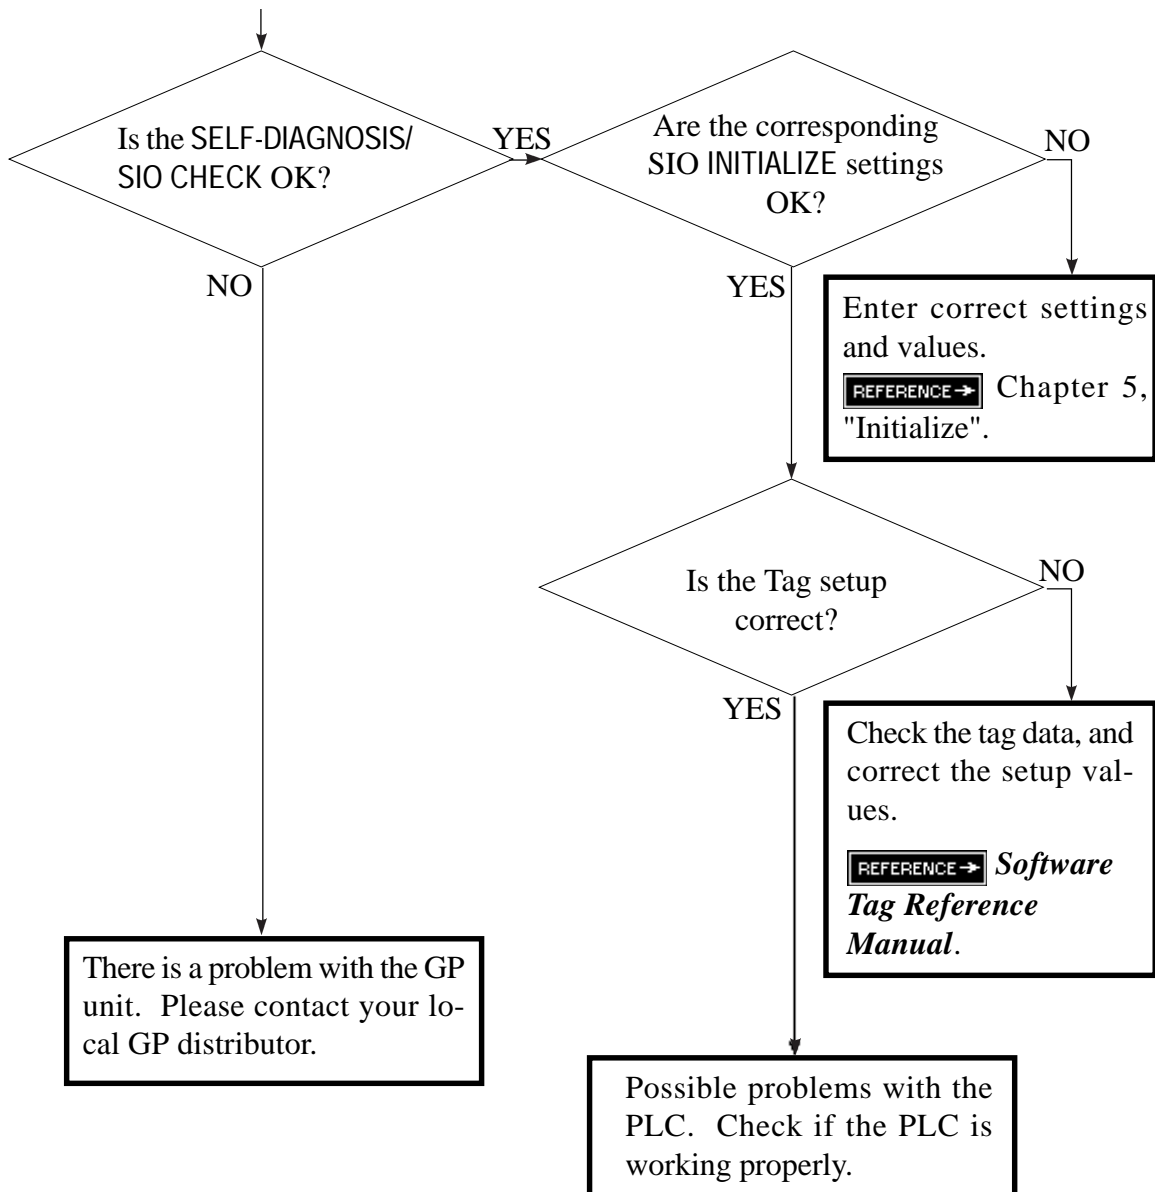 Is the SELF-DIAGNOSIS/
SIO CHECK OK?
YES
NO
Are the corresponding
SIO INITIALIZE settings
OK?
NO
YES
Enter correct settings
and values.
REFERENCE Chapter 5,
"Initialize".
Is the Tag setup
correct?
NO
YES
Check the tag data, and
correct the setup val-
ues.
REFERENCE Software
Tag Reference
Manual.
There is a problem with the GP
unit. Please contact your lo-
cal GP distributor.
Possible problems with the
PLC. Check if the PLC is
working properly.